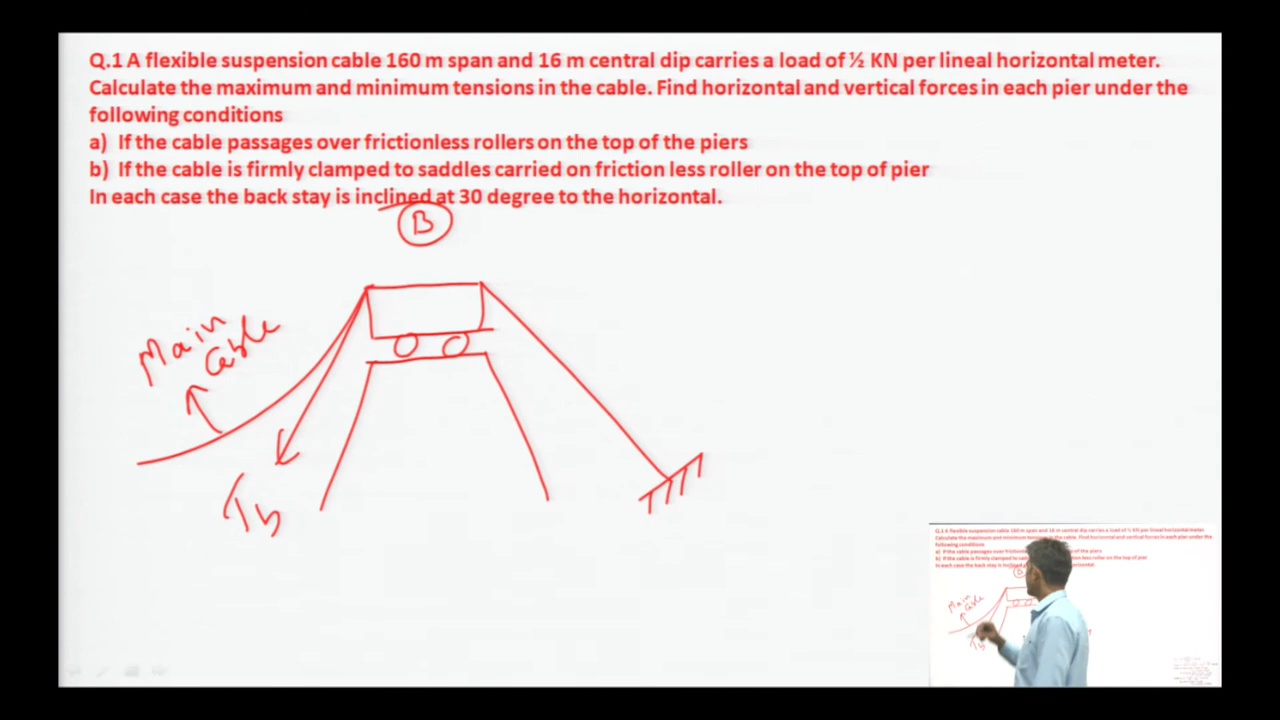 Q.1 A flexible suspension cable 160 m span and 16 m central dip carries a load of ½ KN per lineal horizontal meter.
Calculate the maximum and minimum tensions in the cable. Find horizontal and vertical forces in each pier under the
following conditions
a) If the cable passages over frictionless rollers on the top of the piers
b) If the cable is firmly clamped to saddles carried on friction less roller on the top of pier
In each case the back stay is inclined at 30 degree to the horizontal.
B
Main
Cable
Tb